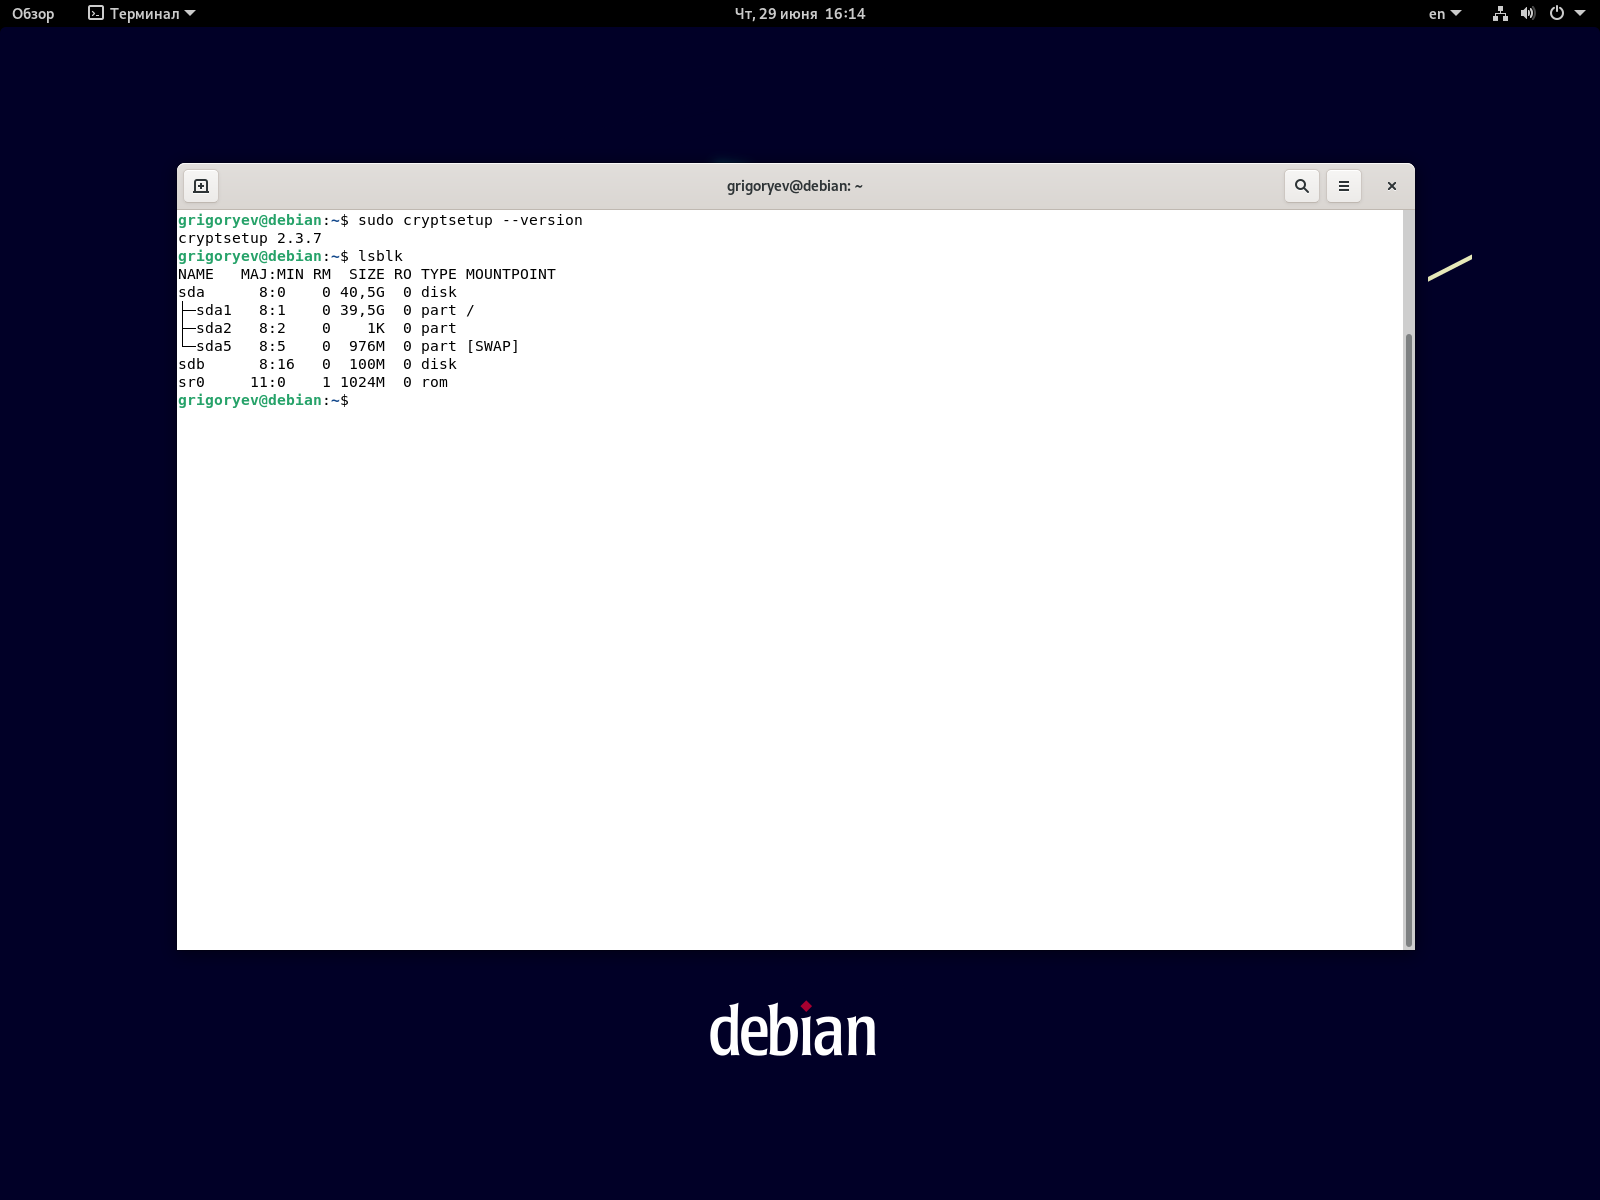 Обзор Терминал Чт, 29 июня 16:14 en
grigoryev@debian: ~
grigoryev@debian:~$ sudo cryptsetup --version
cryptsetup 2.3.7
grigoryev@debian:~$ lsblk
NAME   MAJ:MIN RM  SIZE RO TYPE MOUNTPOINT
sda      8:0    0 40,5G  0 disk
├─sda1   8:1    0 39,5G  0 part /
├─sda2   8:2    0    1K  0 part
└─sda5   8:5    0  976M  0 part [SWAP]
sdb      8:16   0  100M  0 disk
sr0     11:0    1 1024M  0 rom
grigoryev@debian:~$
debian